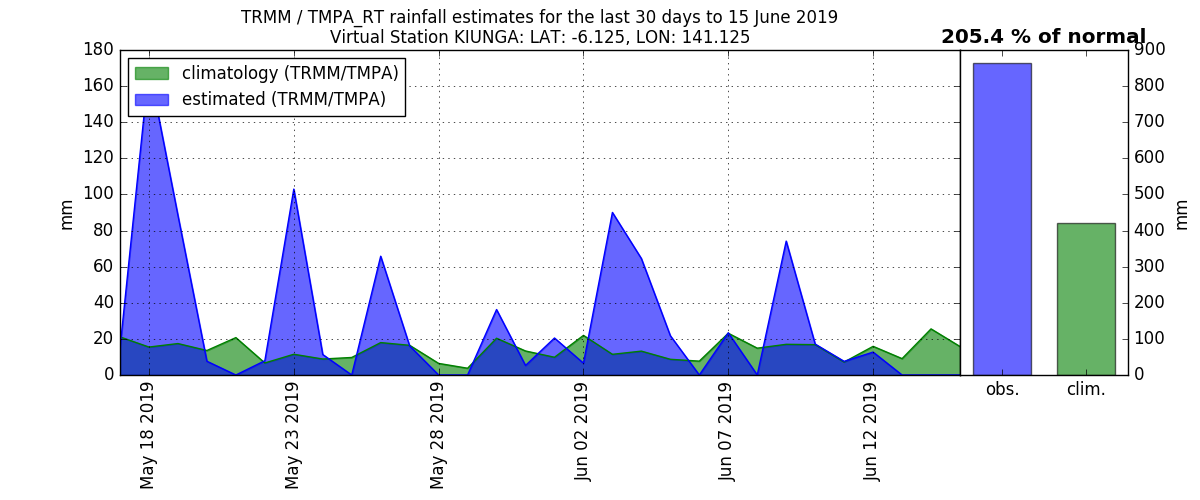 TRMM / TMPA_RT rainfall estimates for the last 30 days to 15 June 2019
Virtual Station KIUNGA: LAT: -6.125, LON: 141.125
205.4 % of normal
climatology (TRMM/TMPA)
estimated (TRMM/TMPA)
mm
180
160
140
120
100
80
60
40
20
0
May 18 2019
May 23 2019
May 28 2019
Jun 02 2019
Jun 07 2019
Jun 12 2019
900
800
700
600
500
400
300
200
100
0
mm
obs.
clim.